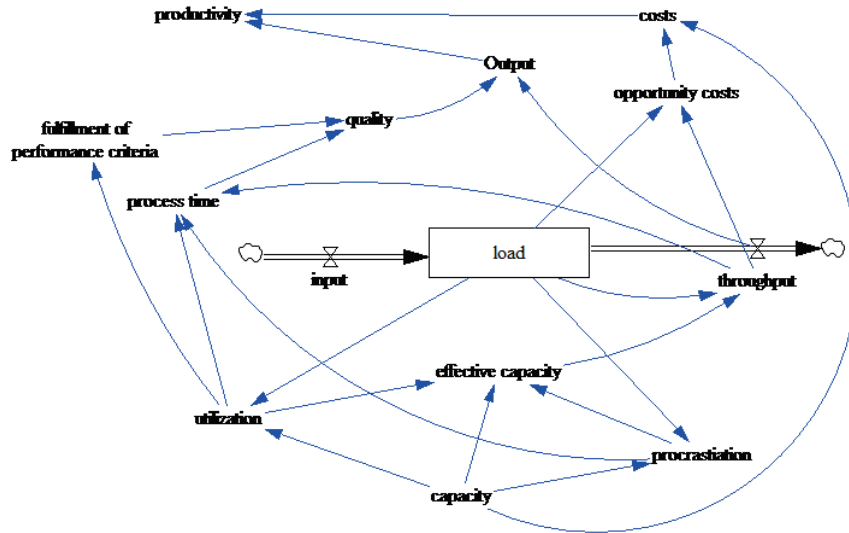 productivity
costs
Output
opportunity costs
quality
fulfillment of
performance criteria
process time
load
input
throughput
effective capacity
utilization
procrastiation
capacity